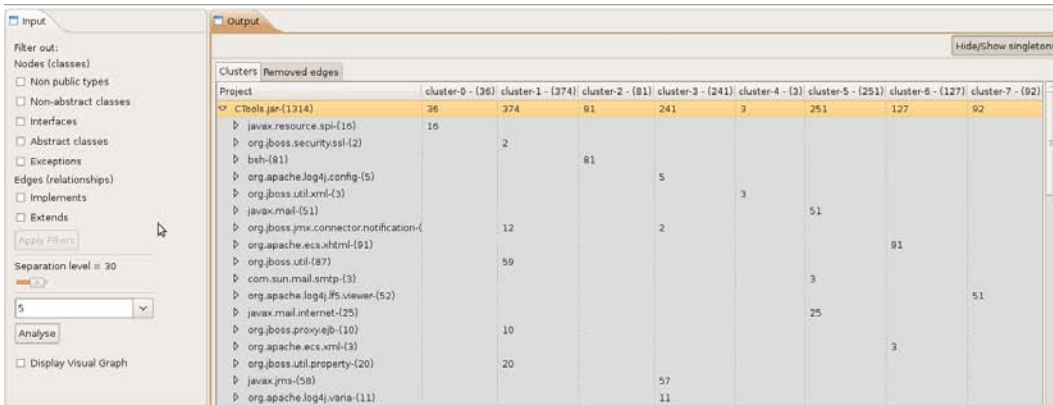 Input
Filter out:
Nodes (classes)
Non public types
Non-abstract classes
Interfaces
Abstract classes
Exceptions
Edges (relationships)
Implements
Extends
Apply Filters
Separation level = 30
5
Analyse
Display Visual Graph
Output
Hide/Show singletons
Clusters Removed edges
Project cluster-0 - (36) cluster-1 - (374) cluster-2 - (81) cluster-3 - (241) cluster-4 - (3) cluster-5 - (251) cluster-6 - (127) cluster-7 - (92)
CTools.jar-(1314) 36 374 81 241 3 251 127 92
javax.resource.spi-(16) 16
org.jboss.security.ssl-(2) 2
bsh-(81) 81
org.apache.log4j.config-(5) 5
org.jboss.util.xml-(3) 3
javax.mail-(51) 51
org.jboss.jmx.connector.notification-( 12 2
org.apache.ecs.xhtml-(91) 91
org.jboss.util-(87) 59
com.sun.mail.smtp-(3) 3
org.apache.log4j.lf5.viewer-(52) 51
javax.mail.internet-(25) 25
org.jboss.proxy.ejb-(10) 10
org.apache.ecs.xml-(3) 3
org.jboss.util.property-(20) 20
javax.jms-(58) 57
org.apache.log4j.varia-(11) 11